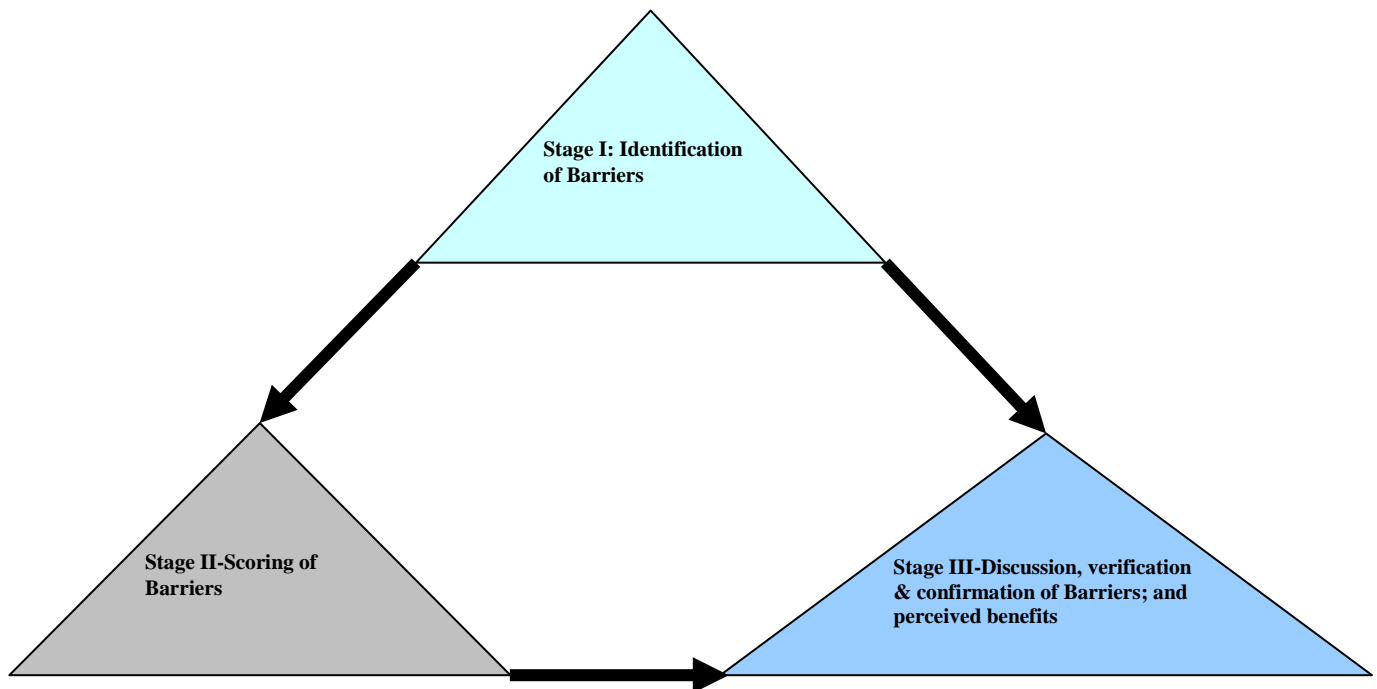 Stage I: Identification
of Barriers
Stage II-Scoring of
Barriers
Stage III-Discussion, verification
& confirmation of Barriers; and
perceived benefits